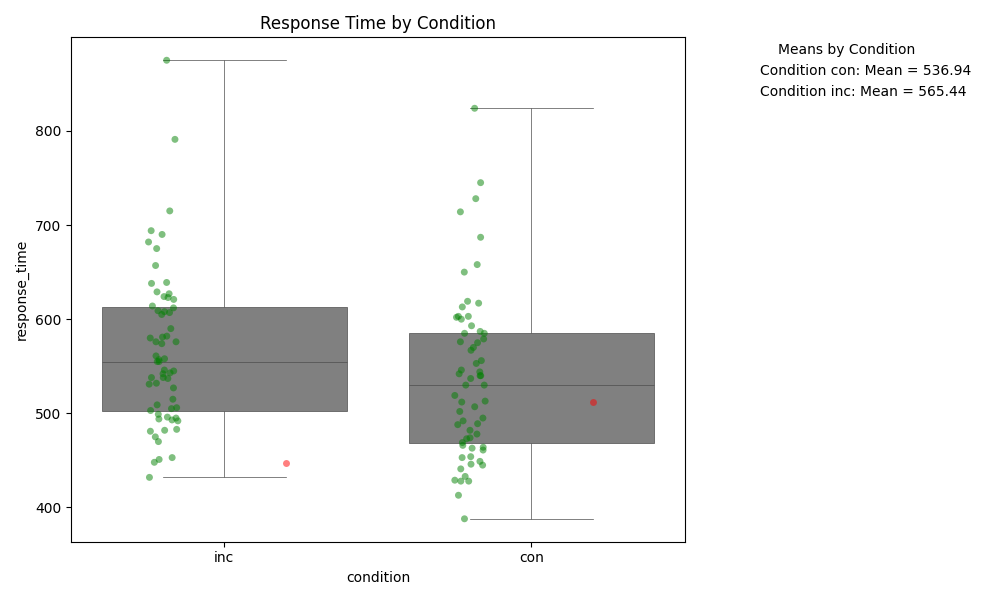 Response Time by Condition
Means by Condition
Condition con: Mean = 536.94
Condition inc: Mean = 565.44
response_time
800
700
600
500
400
inc con
condition